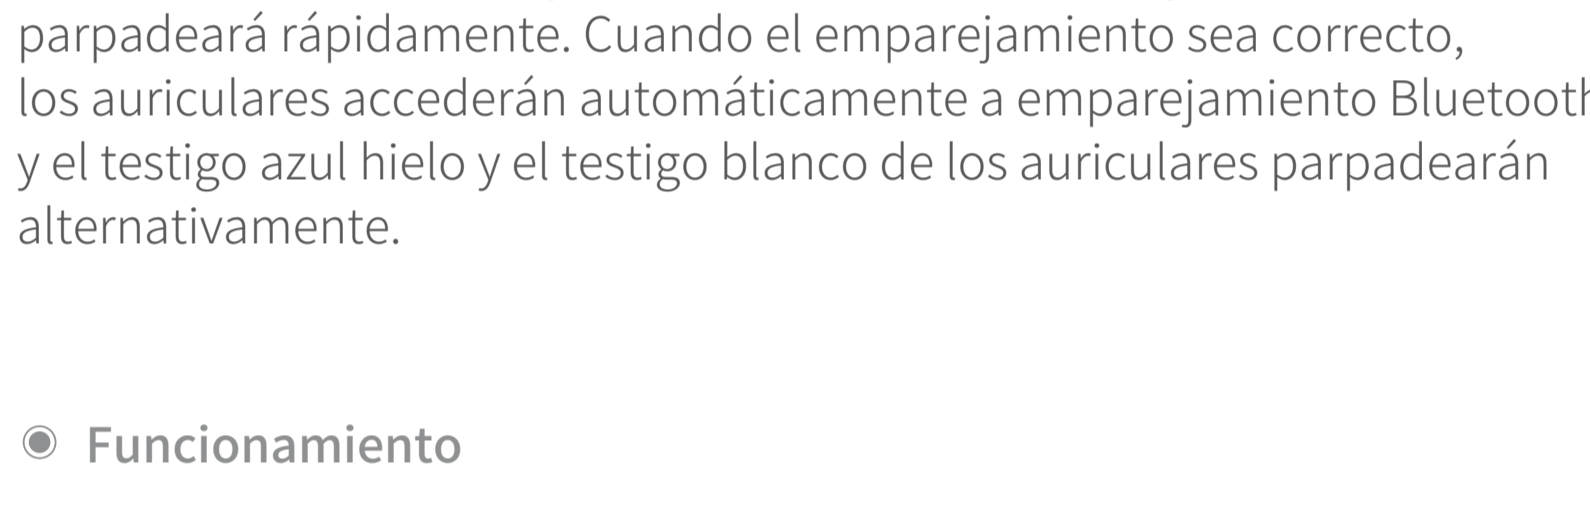 parpadeará rápidamente. Cuando el emparejamiento sea correcto,
los auriculares accederán automáticamente a emparejamiento Bluetooth
y el testigo azul hielo y el testigo blanco de los auriculares parpadearán
alternativamente.
Funcionamiento